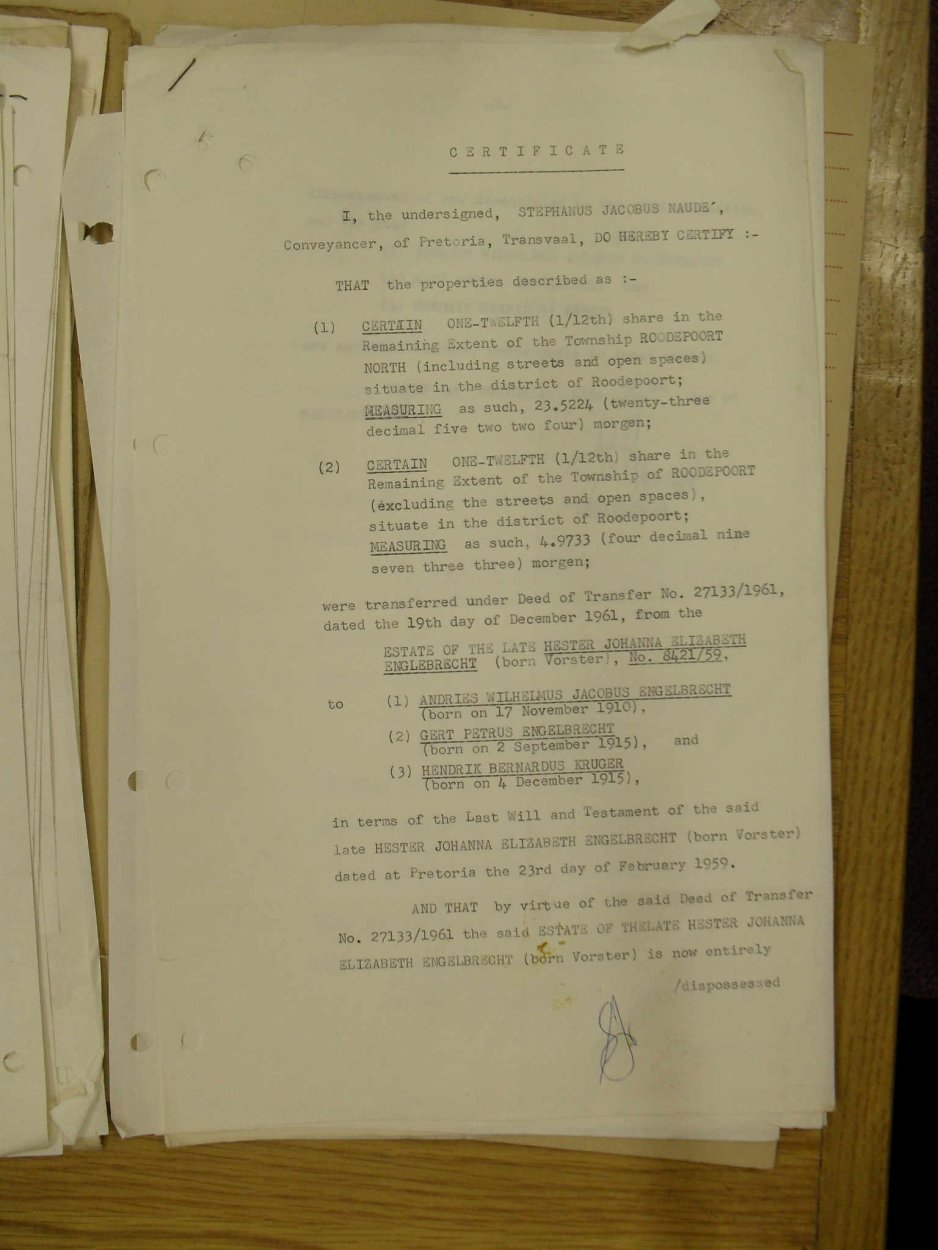 CERTIFICATE
I, the undersigned, STEPHANUS JACOBUS NAUDE´,
Conveyancer, of Pretoria, Transvaal, DO HEREBY CERTIFY :-
THAT the properties described as :-
(1) CERTAIN ONE-TWELFTH (1/12th) share in the
Remaining Extent of the Township ROODEPOORT
NORTH (including streets and open spaces)
situate in the district of Roodepoort;
MEASURING as such, 23.5224 (twenty-three
decimal five two two four) morgen;
(2) CERTAIN ONE-TWELFTH (1/12th) share in the
Remaining Extent of the Township of ROODEPOORT
(excluding the streets and open spaces),
situate in the district of Roodepoort;
MEASURING as such, 4.9733 (four decimal nine
seven three three) morgen;
were transferred under Deed of Transfer No. 27133/1961,
dated the 19th day of December 1961, from the
ESTATE OF THE LATE HESTER JOHANNA ELIZABETH
ENGLEBRECHT (born Vorster), No. 8421/59,
to (1) ANDRIES WILHELMUS JACOBUS ENGELBRECHT
(born on 17 November 1910),
(2) GERT PETRUS ENGELBRECHT
(born on 2 September 1915), and
(3) HENDRIK BERNARDUS KRUGER
(born on 4 December 1915),
in terms of the Last Will and Testament of the said
late HESTER JOHANNA ELIZABETH ENGELBRECHT (born Vorster)
dated at Pretoria the 23rd day of February 1959.
AND THAT by virtue of the said Deed of Transfer
No. 27133/1961 the said ESTATE OF THELATE HESTER JOHANNA
ELIZABETH ENGELBRECHT (born Vorster) is now entirely
/dispossessed